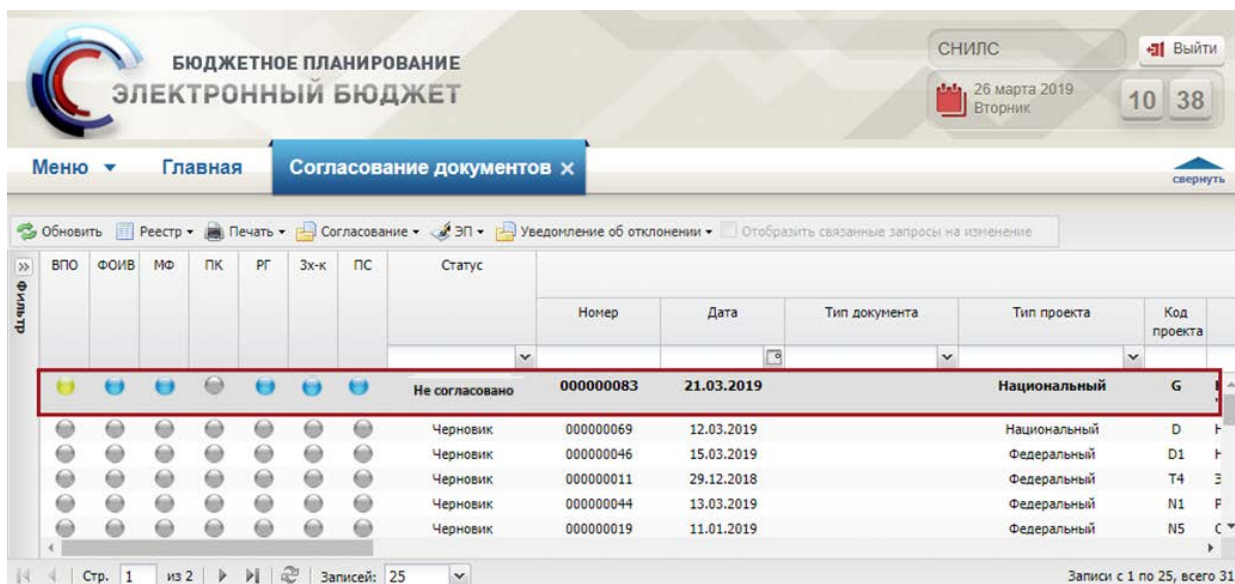 БЮДЖЕТНОЕ ПЛАНИРОВАНИЕ
ЭЛЕКТРОННЫЙ БЮДЖЕТ
СНИЛС
Выйти
26 марта 2019
Вторник
10 38
Меню Главная Согласование документов ×
свернуть
Обновить Реестр Печать Согласование ЭП Уведомление об отклонении Отобразить связанные запросы на изменение
Фильтр
ВПО ФОИВ МФ ПК РГ 3х-к ПС Статус
Номер Дата Тип документа Тип проекта Код проекта
Не согласовано 000000083 21.03.2019 Национальный G
Черновик 000000069 12.03.2019 Национальный D
Черновик 000000046 15.03.2019 Федеральный D1
Черновик 000000011 29.12.2018 Федеральный T4
Черновик 000000044 13.03.2019 Федеральный N1
Черновик 000000019 11.01.2019 Федеральный N5
Стр. 1 из 2 Записей: 25 Записи с 1 по 25, всего 31